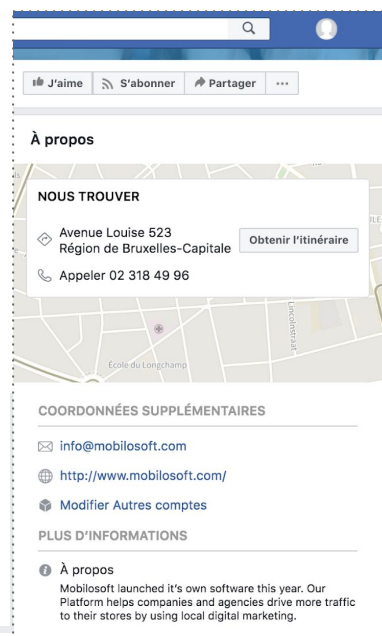 J'aime S'abonner Partager ...
À propos
NOUS TROUVER
Avenue Louise 523
Région de Bruxelles-Capitale
Obtenir l'itinéraire
Appeler 02 318 49 96
Lincolnstraat
École du Longchamp
COORDONNÉES SUPPLÉMENTAIRES
info@mobilosoft.com
http://www.mobilosoft.com/
Modifier Autres comptes
PLUS D'INFORMATIONS
À propos
Mobilosoft launched it's own software this year. Our
Platform helps companies and agencies drive more traffic
to their stores by using local digital marketing.